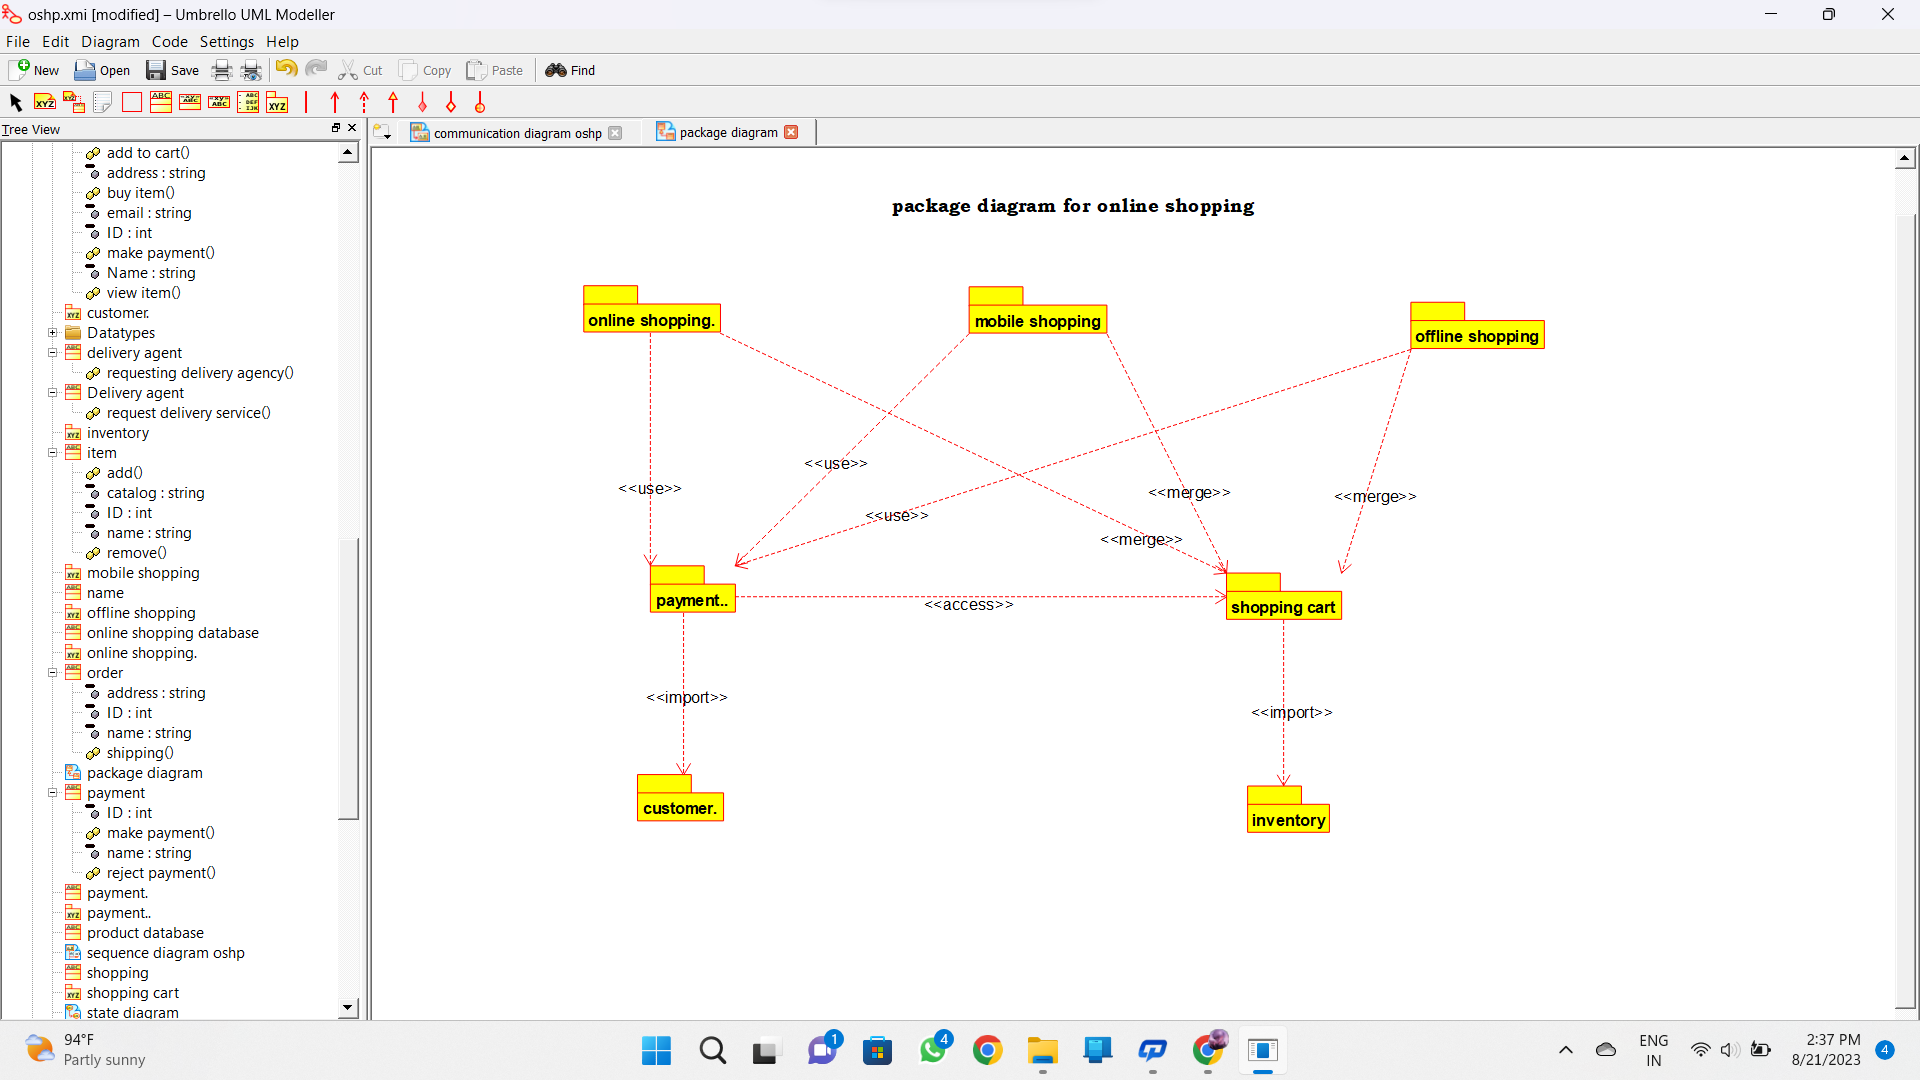 oshp.xmi [modified] – Umbrello UML Modeller
File Edit Diagram Code Settings Help
New Open Save Cut Copy Paste Find
Tree View
communication diagram oshp
package diagram
add to cart()
address : string
buy item()
email : string
ID : int
make payment()
Name : string
view item()
customer.
Datatypes
delivery agent
requesting delivery agency()
Delivery agent
request delivery service()
inventory
item
add()
catalog : string
ID : int
name : string
remove()
mobile shopping
name
offline shopping
online shopping database
online shopping.
order
address : string
ID : int
name : string
shipping()
package diagram
payment
ID : int
make payment()
name : string
reject payment()
payment.
payment..
product database
sequence diagram oshp
shopping
shopping cart
state diagram
package diagram for online shopping
online shopping.
mobile shopping
offline shopping
<<use>>
<<use>>
<<use>>
<<merge>>
<<merge>>
<<merge>>
payment..
<<access>>
shopping cart
<<import>>
<<import>>
customer.
inventory
94°F
Partly sunny
1
4
ENG
IN
2:37 PM
8/21/2023
4